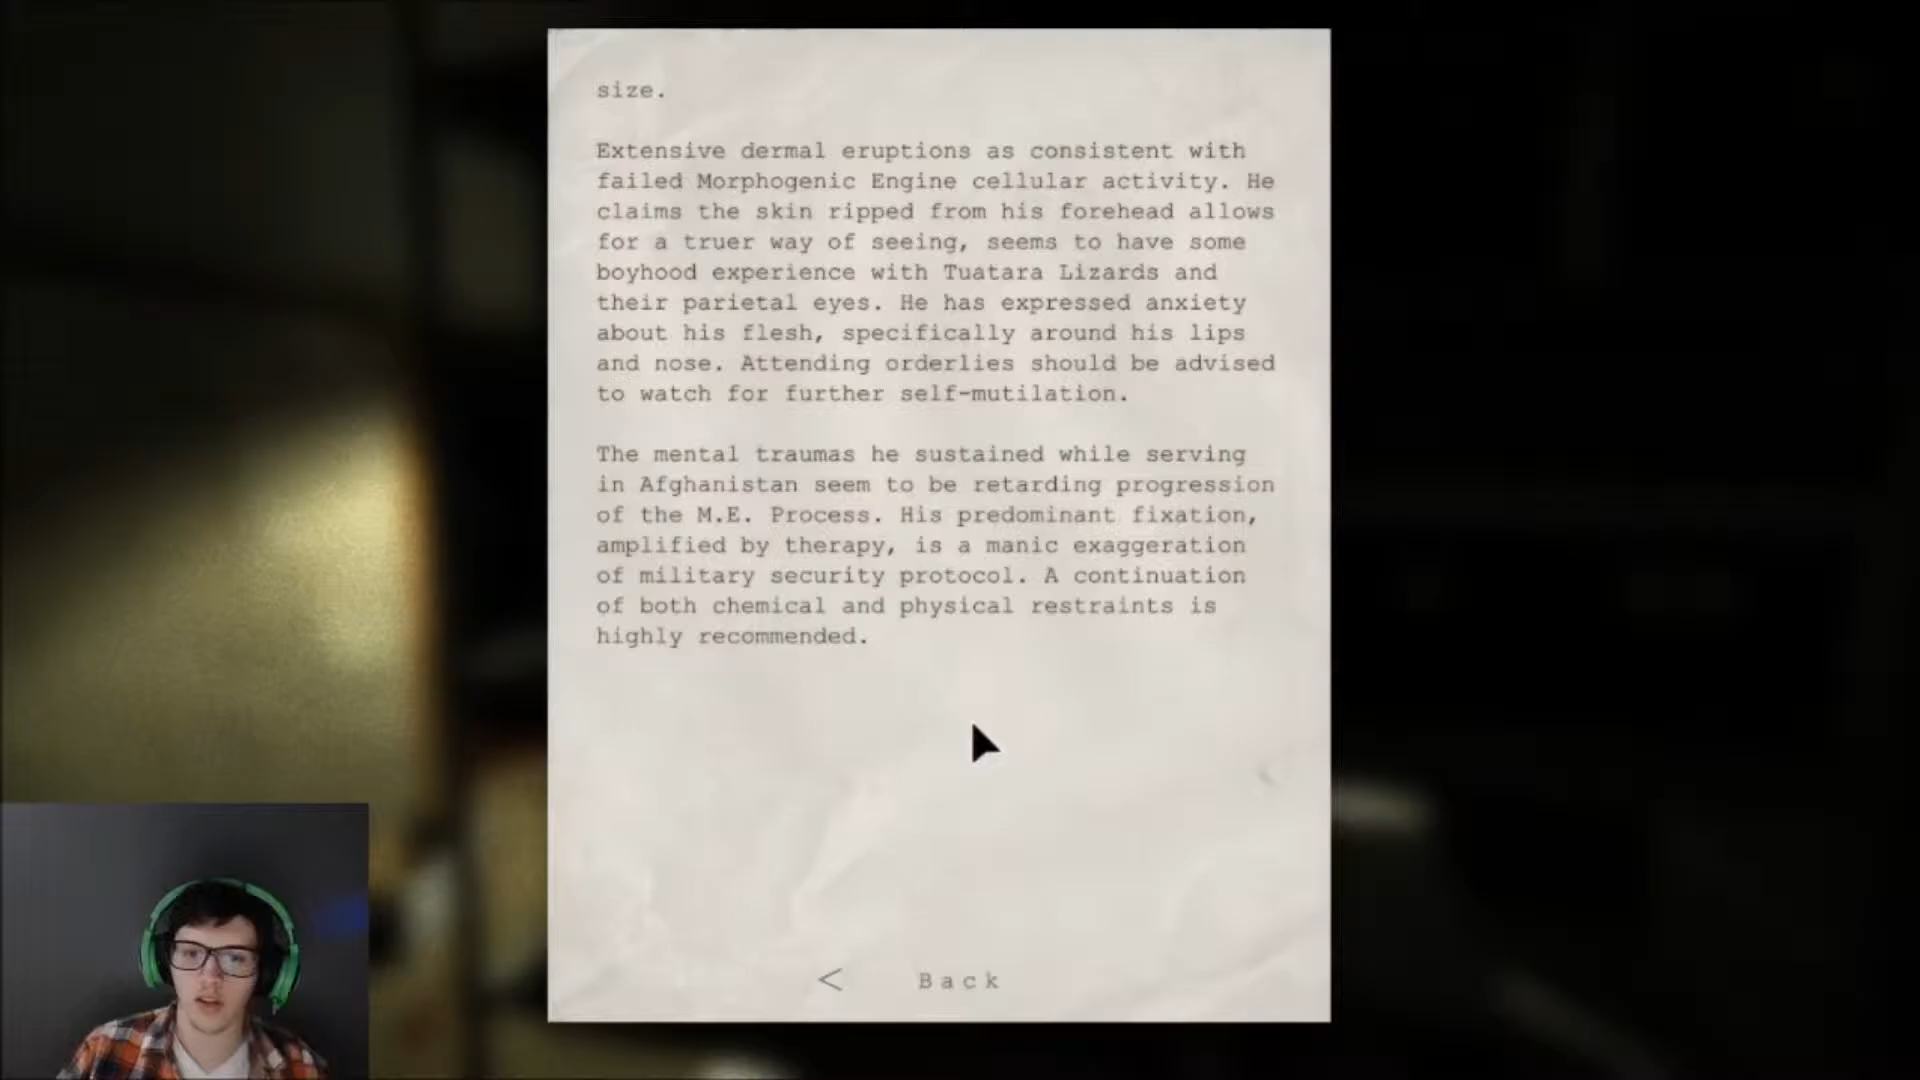 size.
Extensive dermal eruptions as consistent with
failed Morphogenic Engine cellular activity. He
claims the skin ripped from his forehead allows
for a truer way of seeing, seems to have some
boyhood experience with Tuatara Lizards and
their parietal eyes. He has expressed anxiety
about his flesh, specifically around his lips
and nose. Attending orderlies should be advised
to watch for further self-mutilation.
The mental traumas he sustained while serving
in Afghanistan seem to be retarding progression
of the M.E. Process. His predominant fixation,
amplified by therapy, is a manic exaggeration
of military security protocol. A continuation
of both chemical and physical restraints is
highly recommended.
< Back